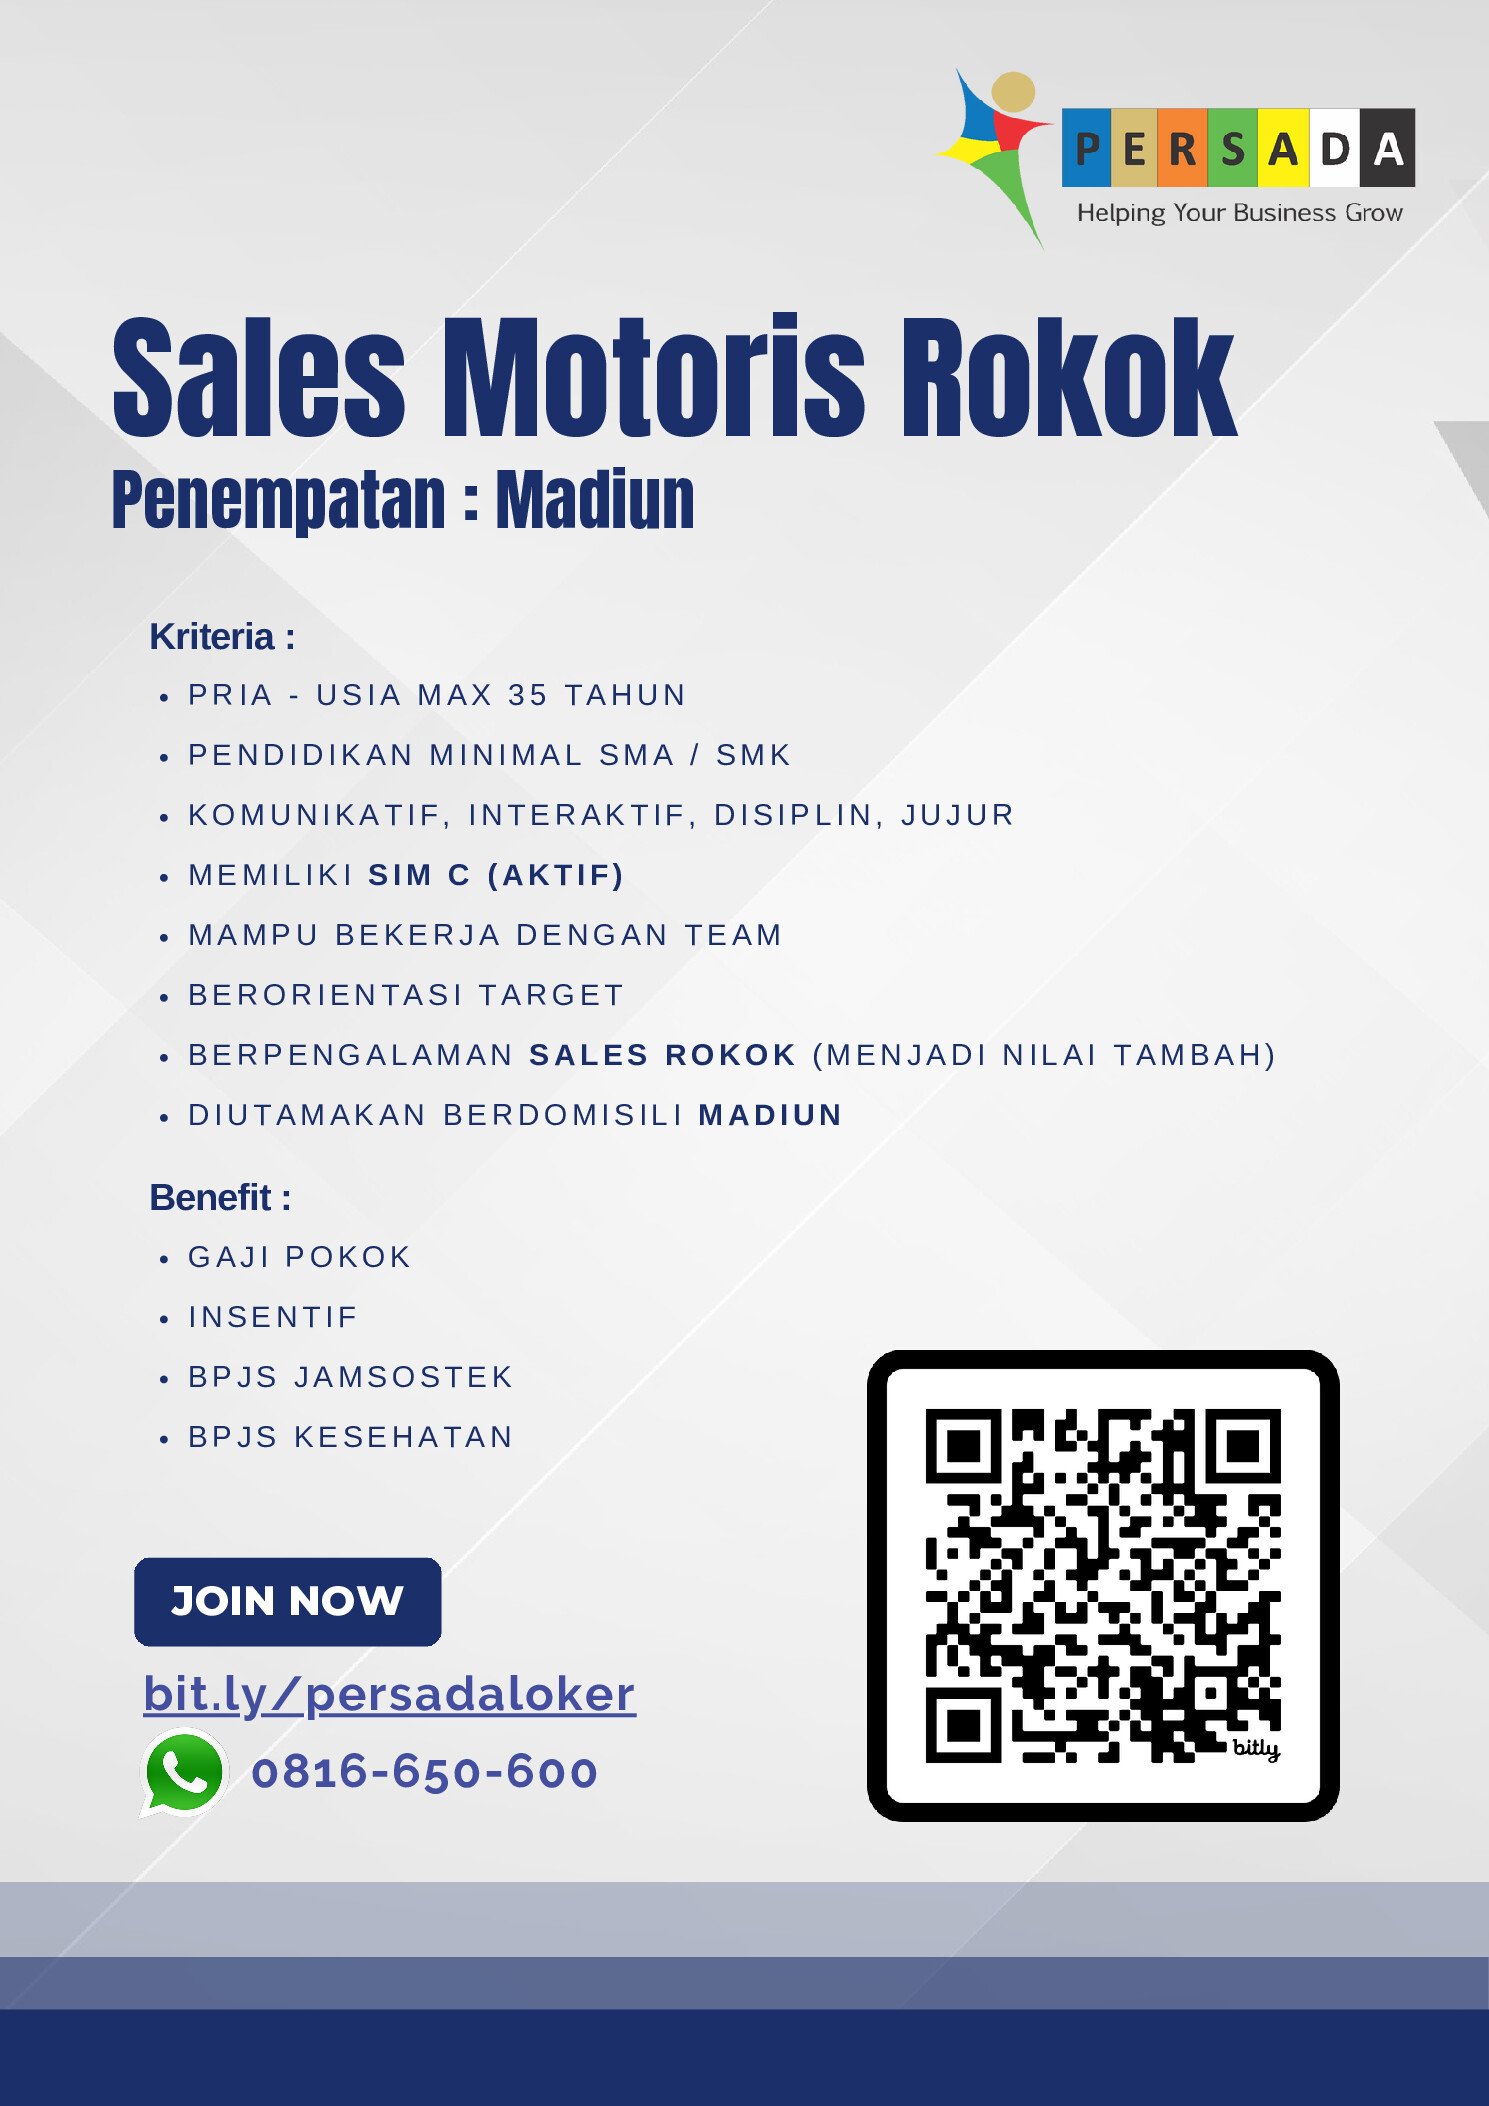 PERSADA
Helping Your Business Grow
Sales Motoris Rokok
Penempatan : Madiun
Kriteria :
• PRIA - USIA MAX 35 TAHUN
• PENDIDIKAN MINIMAL SMA / SMK
• KOMUNIKATIF, INTERAKTIF, DISIPLIN, JUJUR
• MEMILIKI SIM C (AKTIF)
• MAMPU BEKERJA DENGAN TEAM
• BERORIENTASI TARGET
• BERPENGALAMAN SALES ROKOK (MENJADI NILAI TAMBAH)
• DIUTAMAKAN BERDOMISILI MADIUN
Benefit :
• GAJI POKOK
• INSENTIF
• BPJS JAMSOSTEK
• BPJS KESEHATAN
JOIN NOW
bit.ly/persadaloker
0816-650-600
bitly